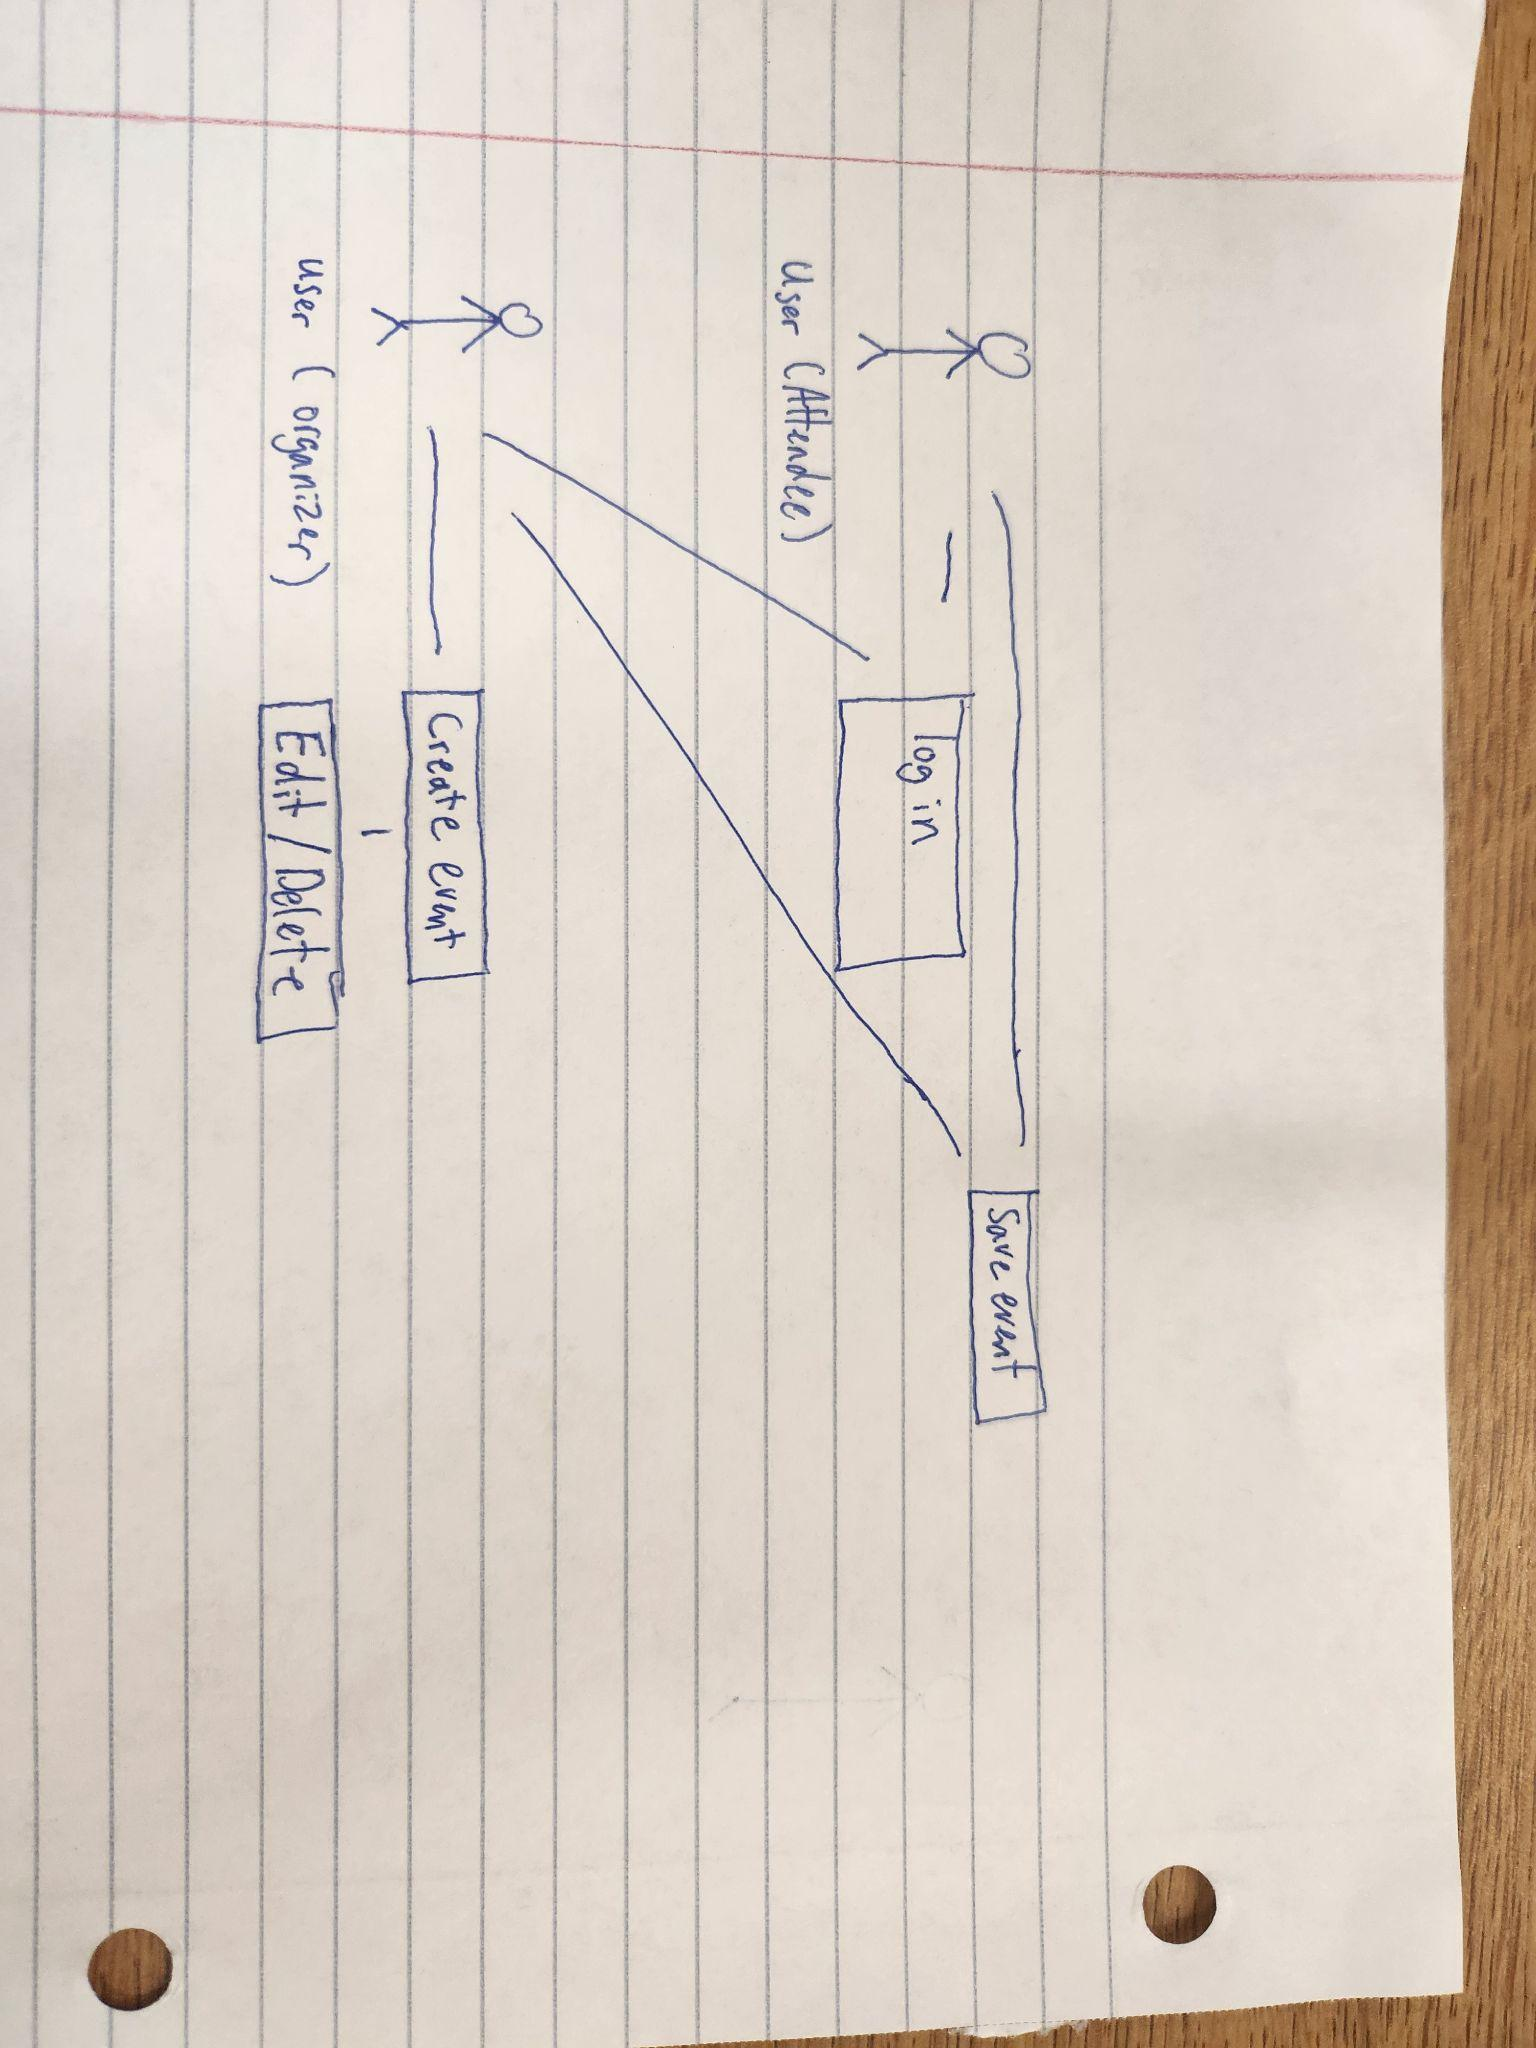 Save event
log in
User (Attendee)
Create event
User (organizer)
Edit/Delete